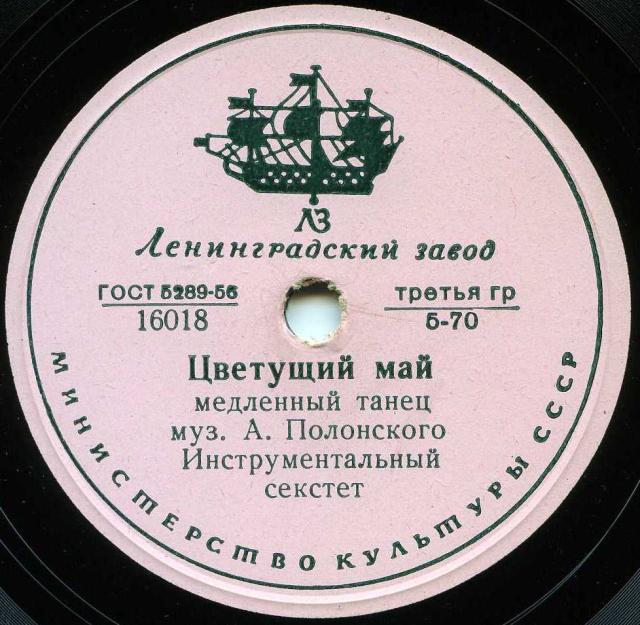 ЛЗ
Ленинградский завод
ГОСТ 5289-56
16018
третья гр
5-70
Цветущий май
медленный танец
муз. А. Полонского
Инструментальный
секстет
МИНИСТЕРСТВО КУЛЬТУРЫ СССР